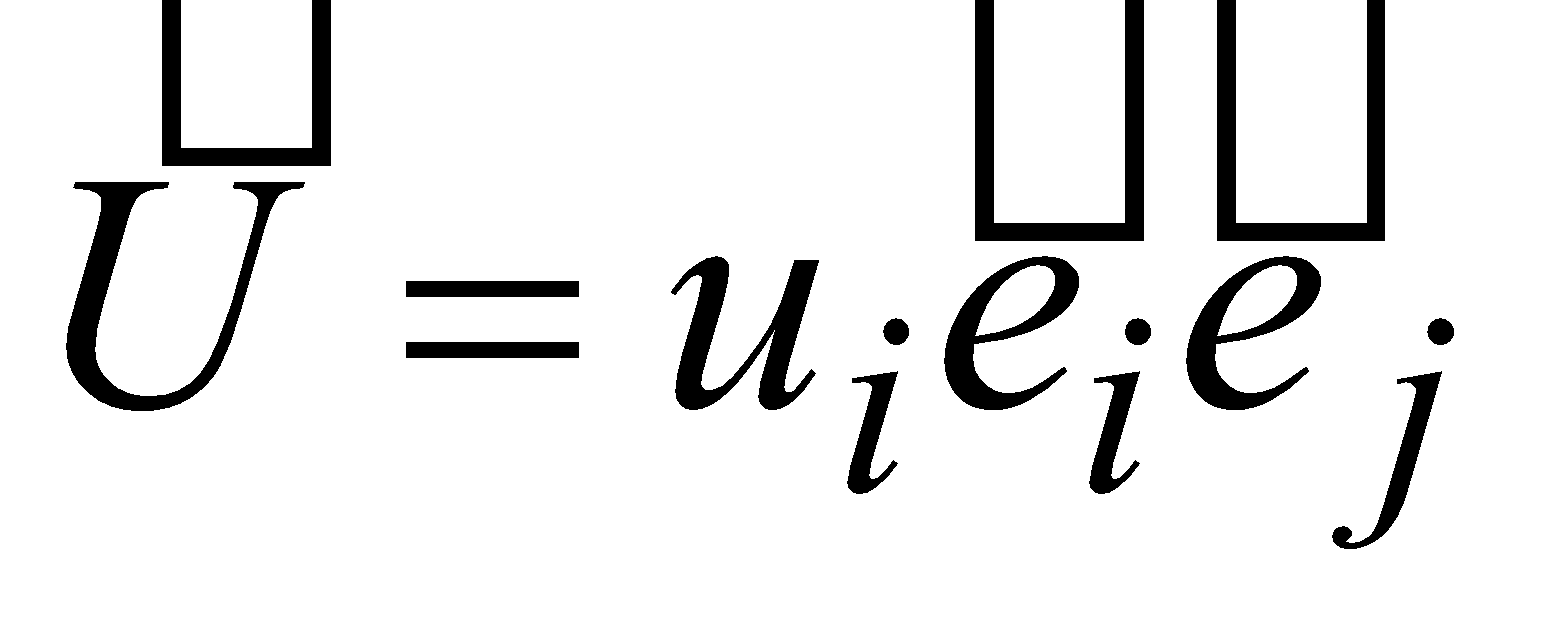 U = u_i e_i e_j